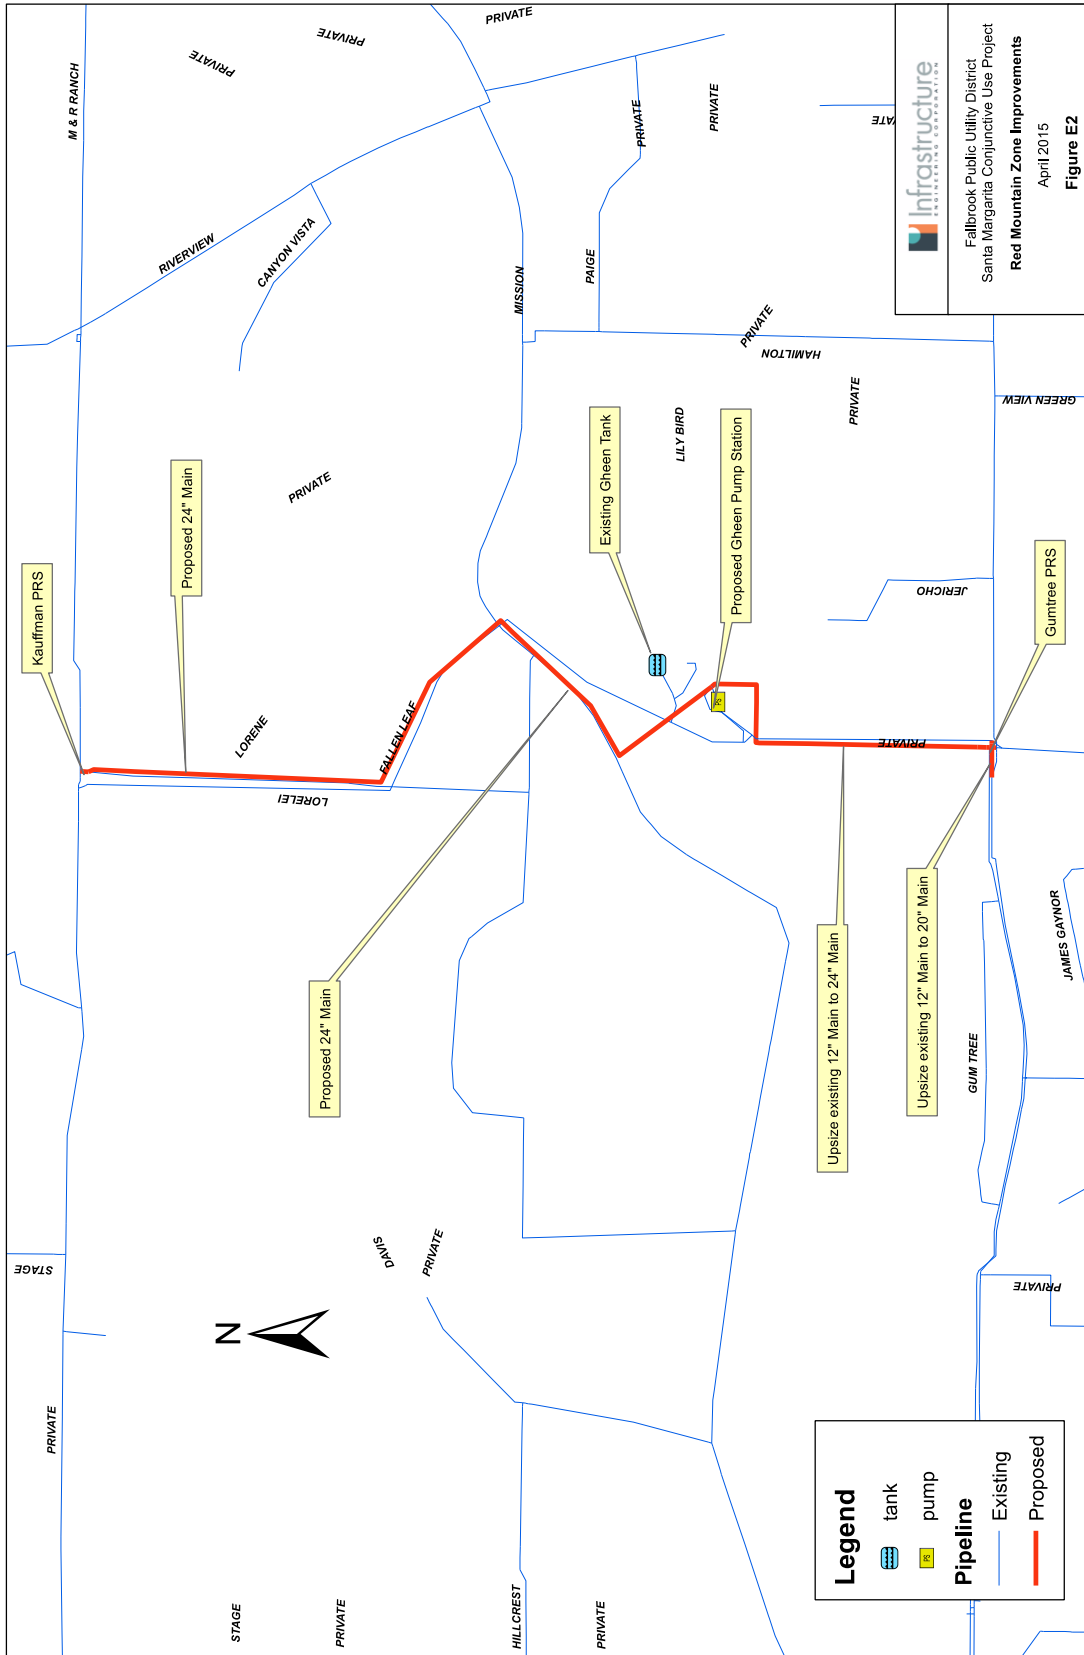 M & R RANCH
PRIVATE
PRIVATE
PRIVATE
RIVERVIEW
CANYON VISTA
PRIVATE
PRIVATE
MISSION
PAIGE
PRIVATE
HAMILTON
PRIVATE
LILY BIRD
GREEN VIEW
PRIVATE
Kauffman PRS
Proposed 24" Main
Existing Gheen Tank
Proposed Gheen Pump Station
Gumtree PRS
JERICHO
LORENE
FALLEN LEAF
LORELEI
PRIVATE
PS
Proposed 24" Main
Upsize existing 12" Main to 24" Main
Upsize existing 12" Main to 20" Main
JAMES GAYNOR
GUM TREE
STAGE
DAVIS
PRIVATE
PRIVATE
N
PRIVATE
STAGE
PRIVATE
HILLCREST
PRIVATE
Legend
tank
PS
pump
Pipeline
Existing
Proposed
Infrastructure
ENGINEERING CORPORATION
Fallbrook Public Utility District
Santa Margarita Conjunctive Use Project
Red Mountain Zone Improvements
April 2015
Figure E2